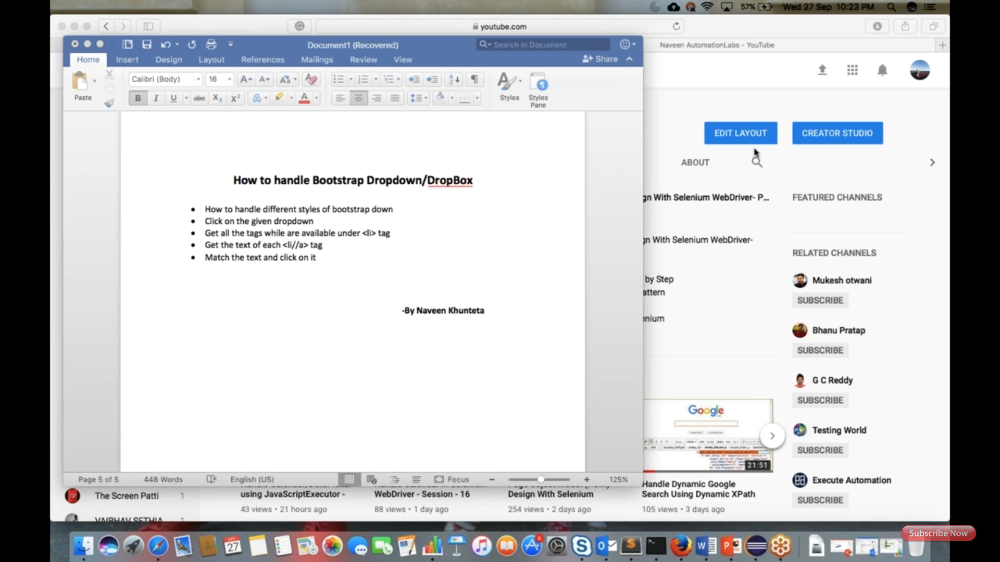 57%
Wed 27 Sep 10:23 PM
youtube.com
Document1 (Recovered)
Search in Document
Naveen AutomationLabs - YouTube
Home
Insert
Design
Layout
References
Mailings
Review
View
Share
Calibri (Body)
16
Paste
Styles
Styles
Pane
EDIT LAYOUT
CREATOR STUDIO
ABOUT
How to handle Bootstrap Dropdown/DropBox
• How to handle different styles of bootstrap down
• Click on the given dropdown
• Get all the tags while are available under <li> tag
• Get the text of each <li//a> tag
• Match the text and click on it
-By Naveen Khunteta
gn With Selenium WebDriver- P...
gn With Selenium WebDriver-
by Step
attern
enium
FEATURED CHANNELS
RELATED CHANNELS
Mukesh otwani
SUBSCRIBE
Bhanu Pratap
SUBSCRIBE
G C Reddy
SUBSCRIBE
Testing World
SUBSCRIBE
Execute Automation
SUBSCRIBE
Google
21:51
Page 5 of 5
448 Words
English (US)
Focus
125%
The Screen Patti 1
VAIBHAV SETHIA 1
using JavaScriptExecutor -
43 views • 21 hours ago
WebDriver - Session - 16
88 views • 1 day ago
Design With Selenium
254 views • 2 days ago
Handle Dynamic Google
Search Using Dynamic XPath
105 views • 3 days ago
27
Subscribe Now